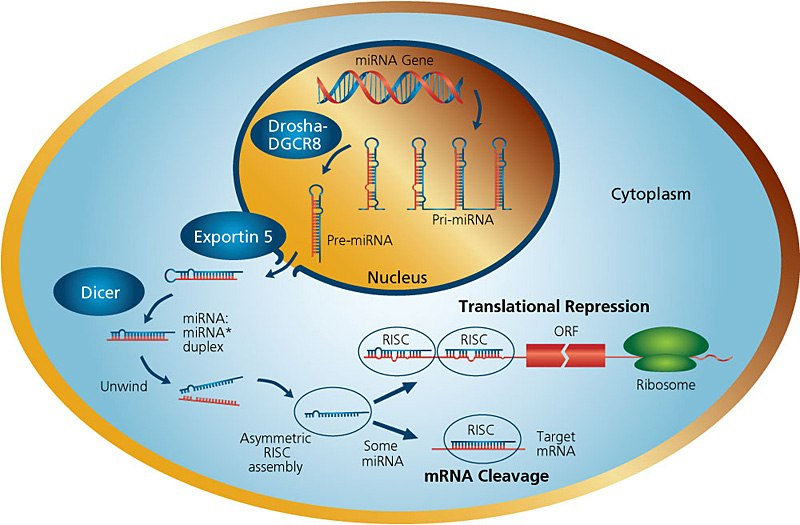 miRNA Gene
Drosha-
DGCR8
Cytoplasm
Pri-miRNA
Exportin 5
Pre-miRNA
Nucleus
Dicer
Translational Repression
miRNA:
miRNA*
duplex
RISC
RISC
ORF
Unwind
Ribosome
Asymmetric
RISC
assembly
Some
miRNA
RISC
Target
mRNA
mRNA Cleavage